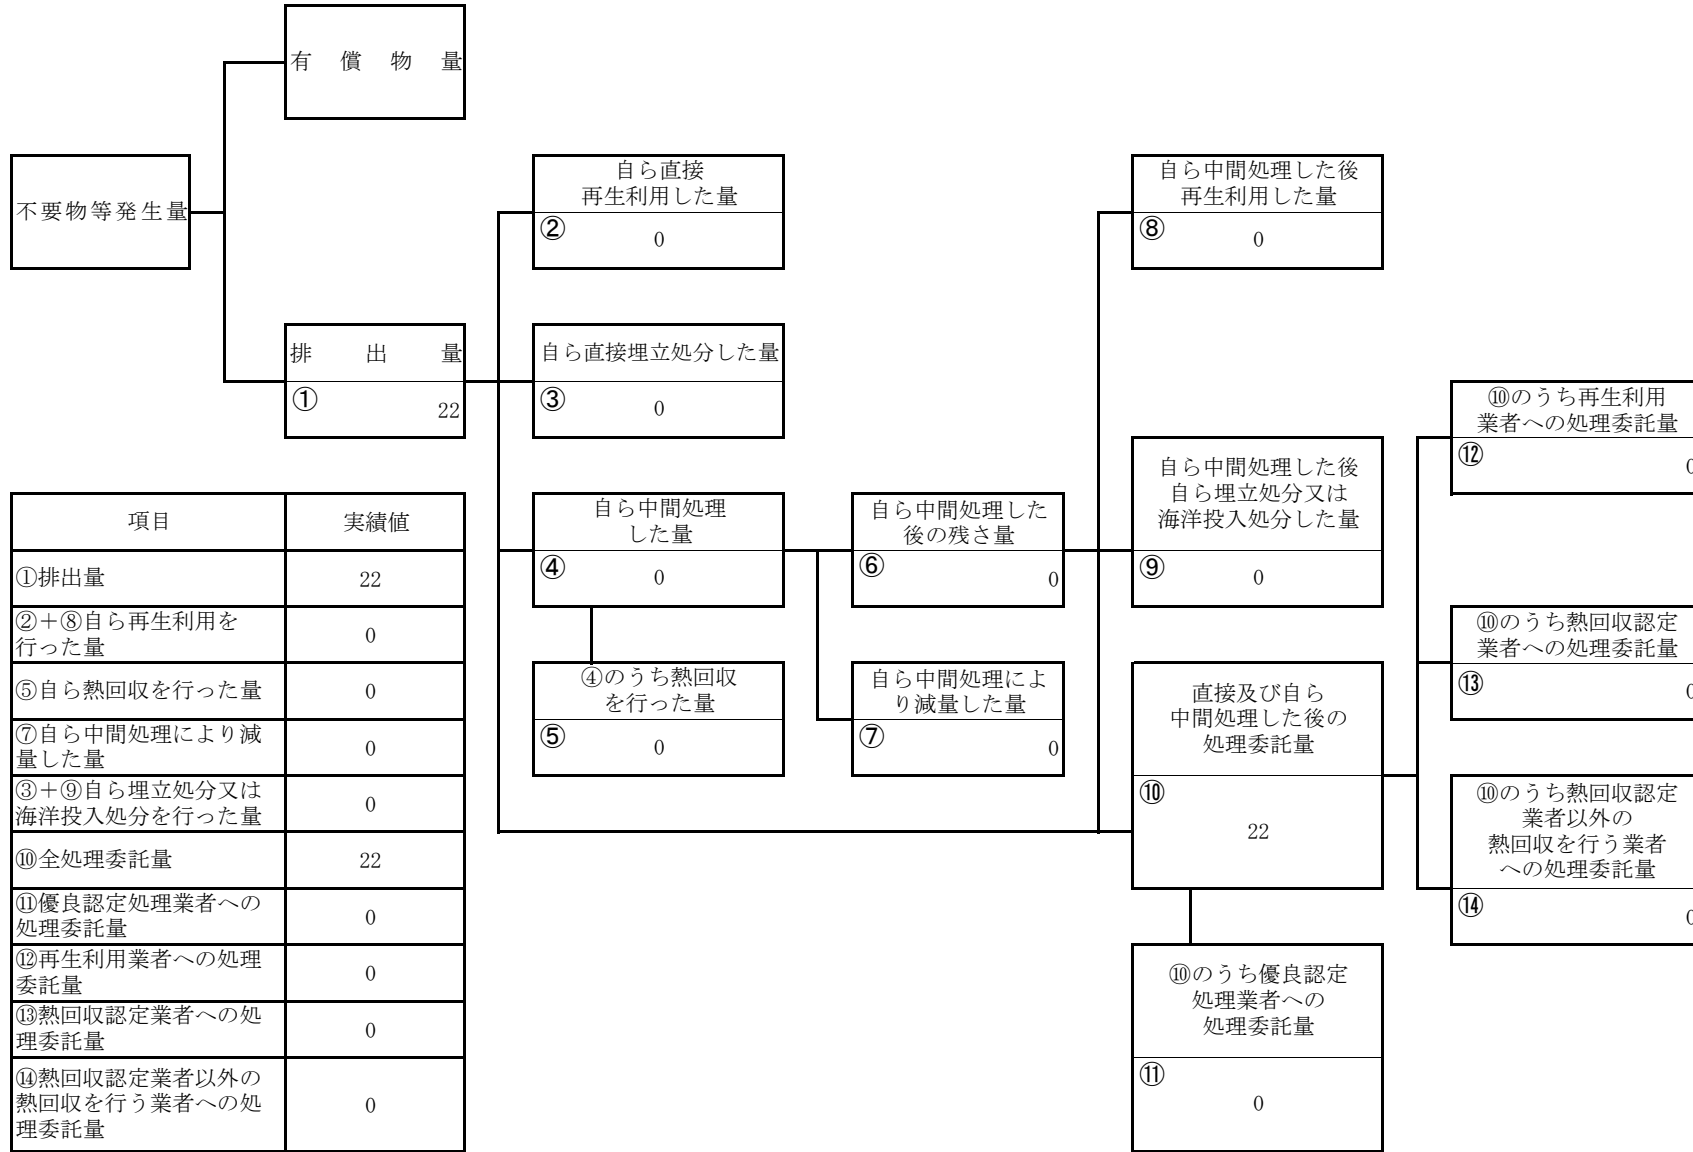 有償物量
不要物等発生量
排出量
①
22
自ら直接
再生利用した量
②
0
自ら直接埋立処分した量
③
0
自ら中間処理
した量
④
0
④のうち熱回収
を行った量
⑤
0
自ら中間処理した
後の残さ量
⑥
0
自ら中間処理によ
り減量した量
⑦
0
自ら中間処理した後
再生利用した量
⑧
0
自ら中間処理した後
自ら埋立処分又は
海洋投入処分した量
⑨
0
直接及び自ら
中間処理した後の
処理委託量
⑩
22
⑩のうち優良認定
処理業者への
処理委託量
⑪
0
⑩のうち再生利用
業者への処理委託量
⑫
0
⑩のうち熱回収認定
業者への処理委託量
⑬
0
⑩のうち熱回収認定
業者以外の
熱回収を行う業者
への処理委託量
⑭
0
項目 実績値
①排出量 22
②+⑧自ら再生利用を
行った量 0
⑤自ら熱回収を行った量 0
⑦自ら中間処理により減
量した量 0
③+⑨自ら埋立処分又は
海洋投入処分を行った量 0
⑩全処理委託量 22
⑪優良認定処理業者への
処理委託量 0
⑫再生利用業者への処理
委託量 0
⑬熱回収認定業者への処
理委託量 0
⑭熱回収認定業者以外の
熱回収を行う業者への処
理委託量 0